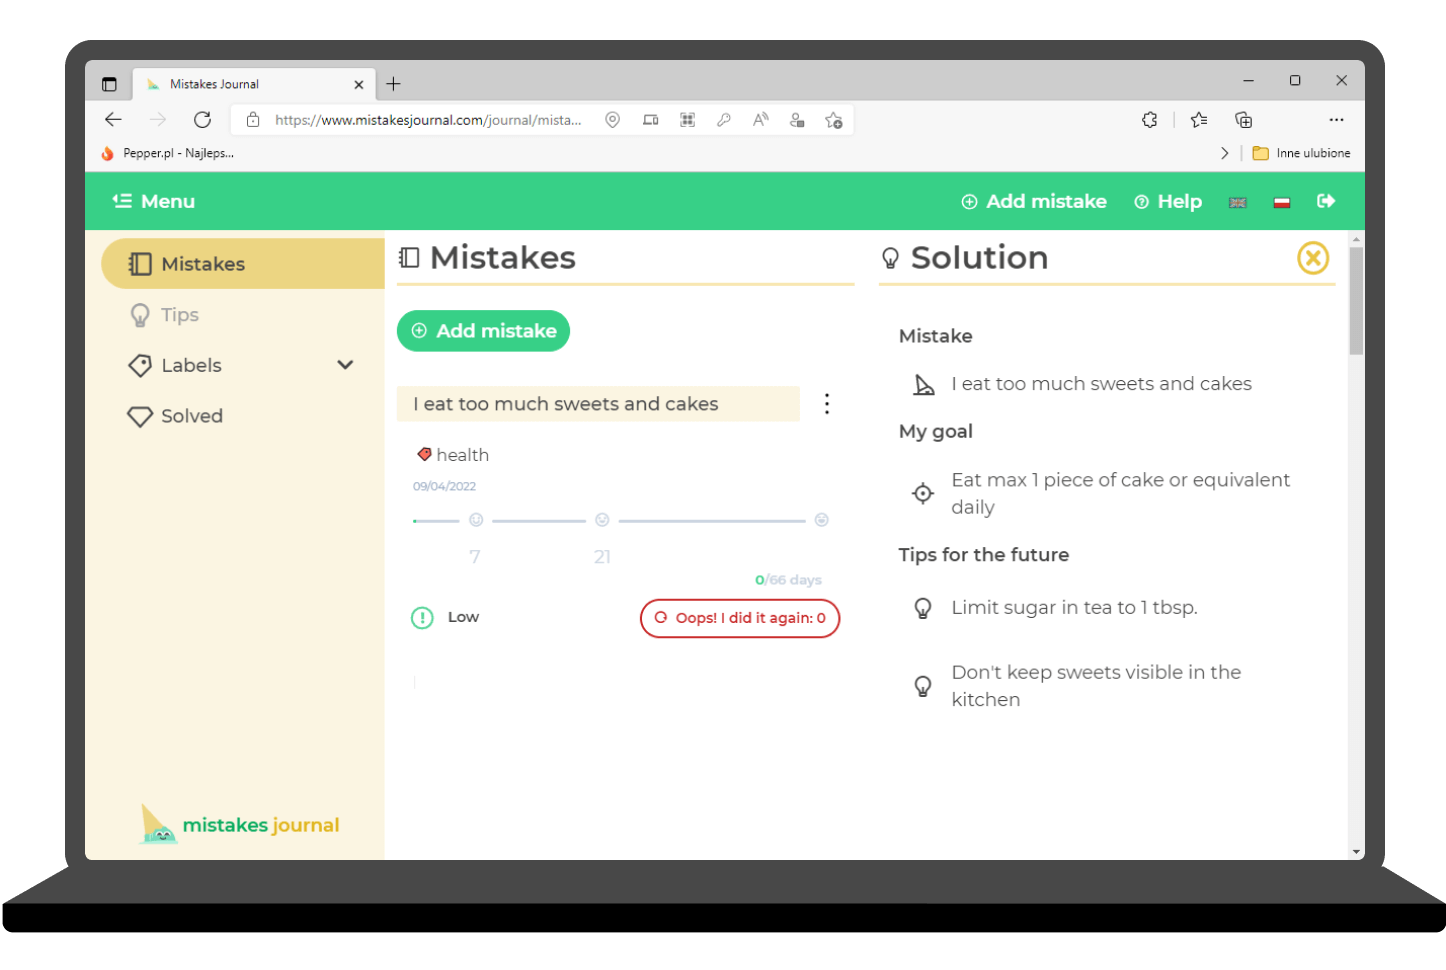 Mistakes Journal
https://www.mistakesjournal.com/journal/mista...
Pepper.pl - Najleps...
Inne ulubione
Menu
Add mistake
Help
Mistakes
Tips
Labels
Solved
mistakes journal
Mistakes
Add mistake
I eat too much sweets and cakes
health
09/04/2022
7
21
0/66 days
Low
Oops! I did it again: 0
Solution
Mistake
I eat too much sweets and cakes
My goal
Eat max 1 piece of cake or equivalent
daily
Tips for the future
Limit sugar in tea to 1 tbsp.
Don't keep sweets visible in the
kitchen